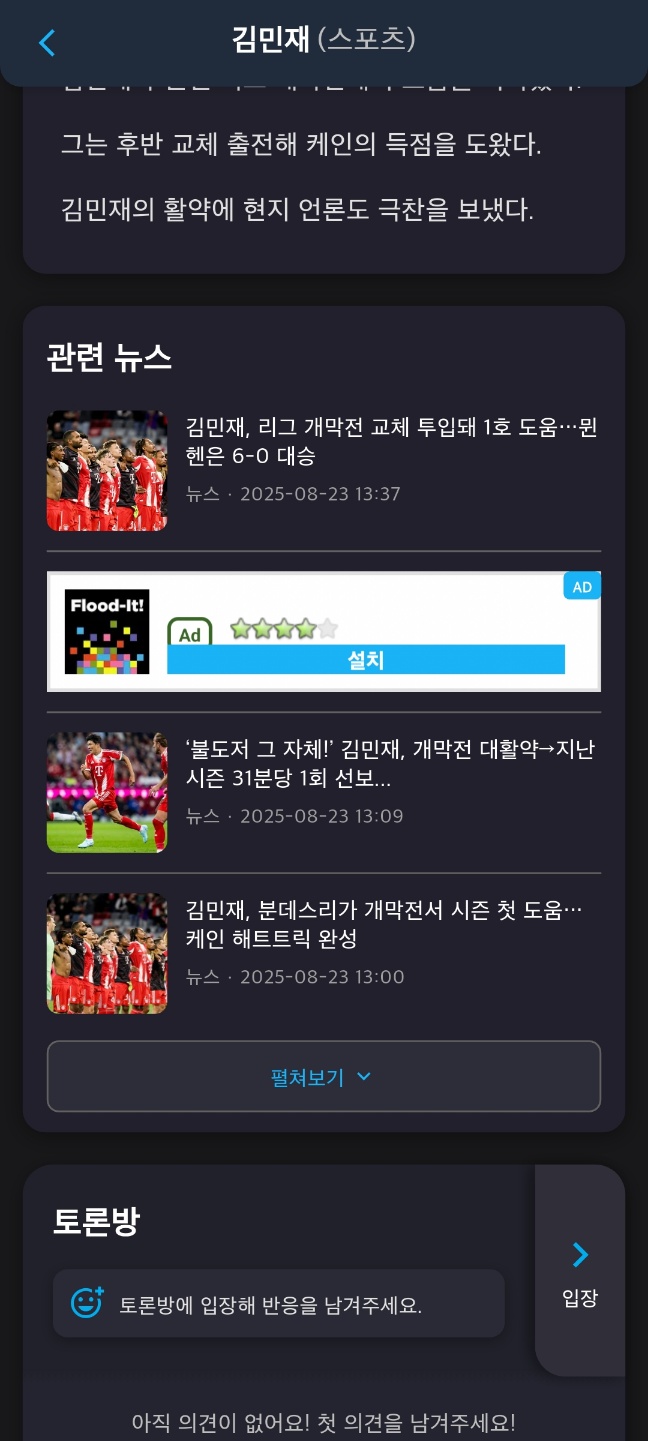 김민재 (스포츠)
그는 후반 교체 출전해 케인의 득점을 도왔다.
김민재의 활약에 현지 언론도 극찬을 보냈다.
관련 뉴스
김민재, 리그 개막전 교체 투입돼 1호 도움…뮌
헨은 6-0 대승
뉴스 · 2025-08-23 13:37
AD
Flood-It!
Ad
설치
‘불도저 그 자체!’ 김민재, 개막전 대활약→지난
시즌 31분당 1회 선보...
뉴스 · 2025-08-23 13:09
김민재, 분데스리가 개막전서 시즌 첫 도움…
케인 해트트릭 완성
뉴스 · 2025-08-23 13:00
펼쳐보기
토론방
토론방에 입장해 반응을 남겨주세요.
입장
아직 의견이 없어요! 첫 의견을 남겨주세요!